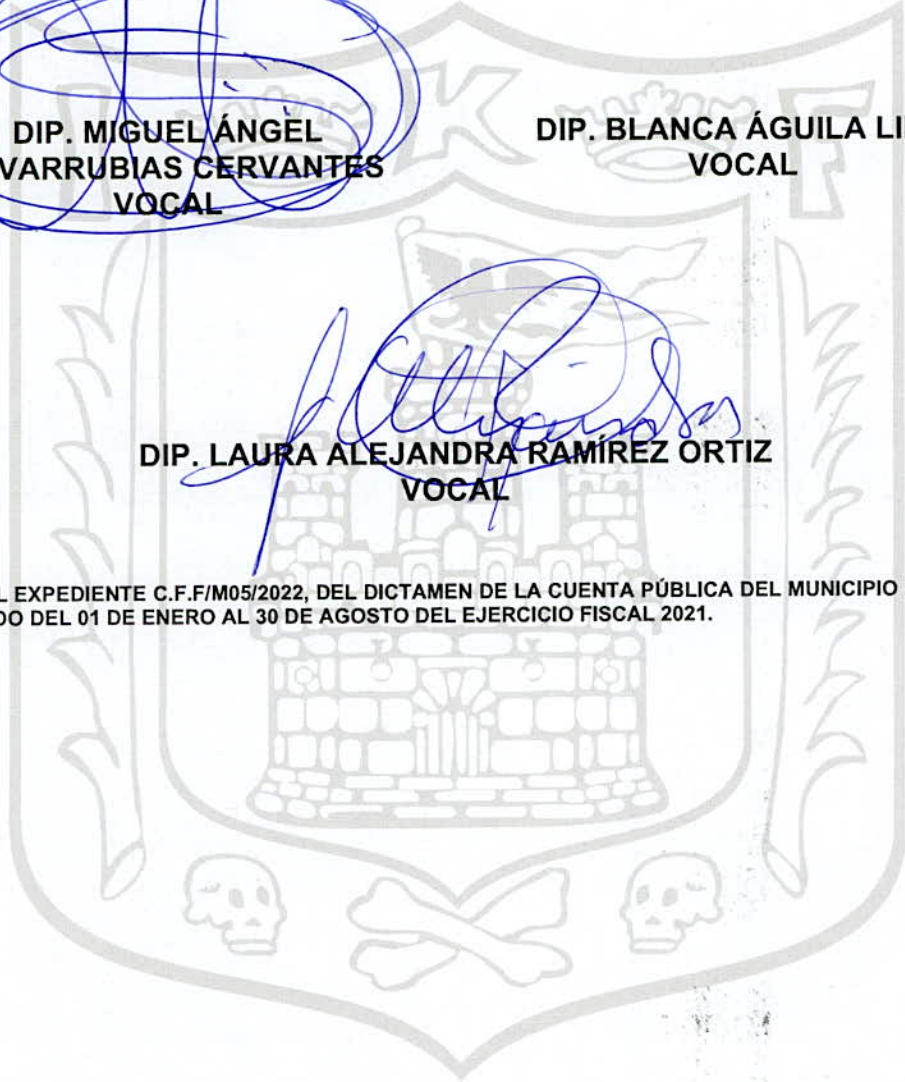 DIP. MIGUEL ÁNGEL
VARRUBIAS CERVANTES
VOCAL
DIP. BLANCA ÁGUILA
VOCAL
DIP. LAURA ALEJANDRA RAMÍREZ ORTIZ
VOCAL
EXPEDIENTE C.F.F/M05/2022, DEL DICTAMEN DE LA CUENTA PÚBLICA DEL MUNICIPIO
DO DEL 01 DE ENERO AL 30 DE AGOSTO DEL EJERCICIO FISCAL 2021.
I K F